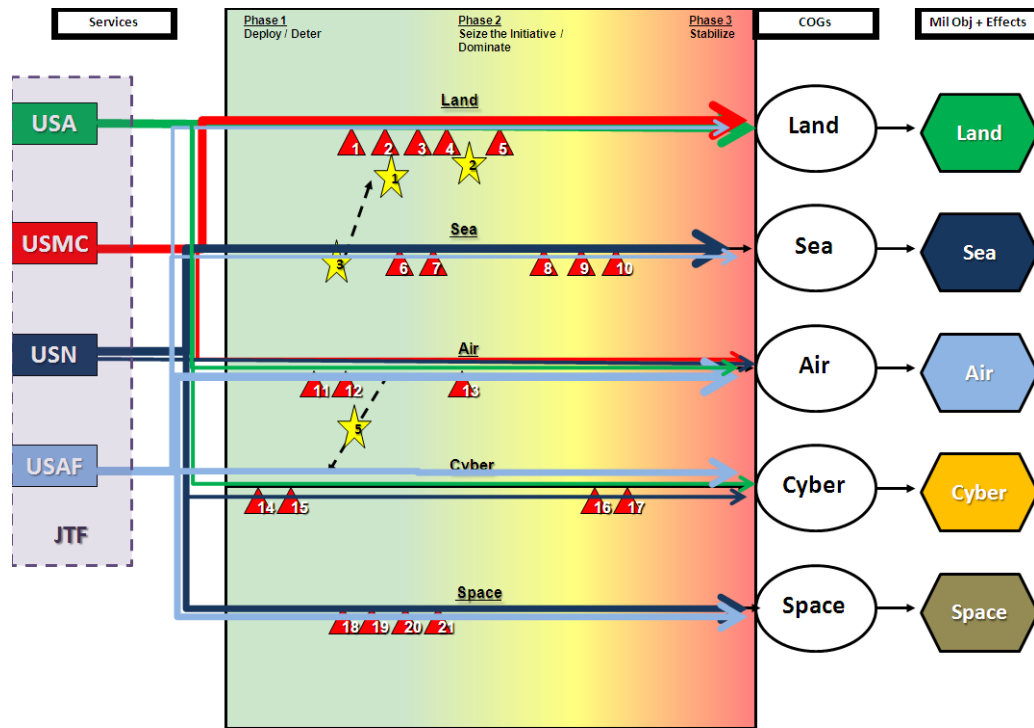 Services
Phase 1
Deploy / Deter
Phase 2
Seize the Initiative /
Dominate
Phase 3
Stabilize
COGs
Mil Obj + Effects
USA
Land
1
2
3
4
5
1
2
Land
Land
USMC
Sea
3
6
7
8
9
10
Sea
Sea
USN
Air
11
12
13
5
Air
Air
USAF
Cyber
14
15
16
17
Cyber
Cyber
JTF
Space
18
19
20
21
Space
Space